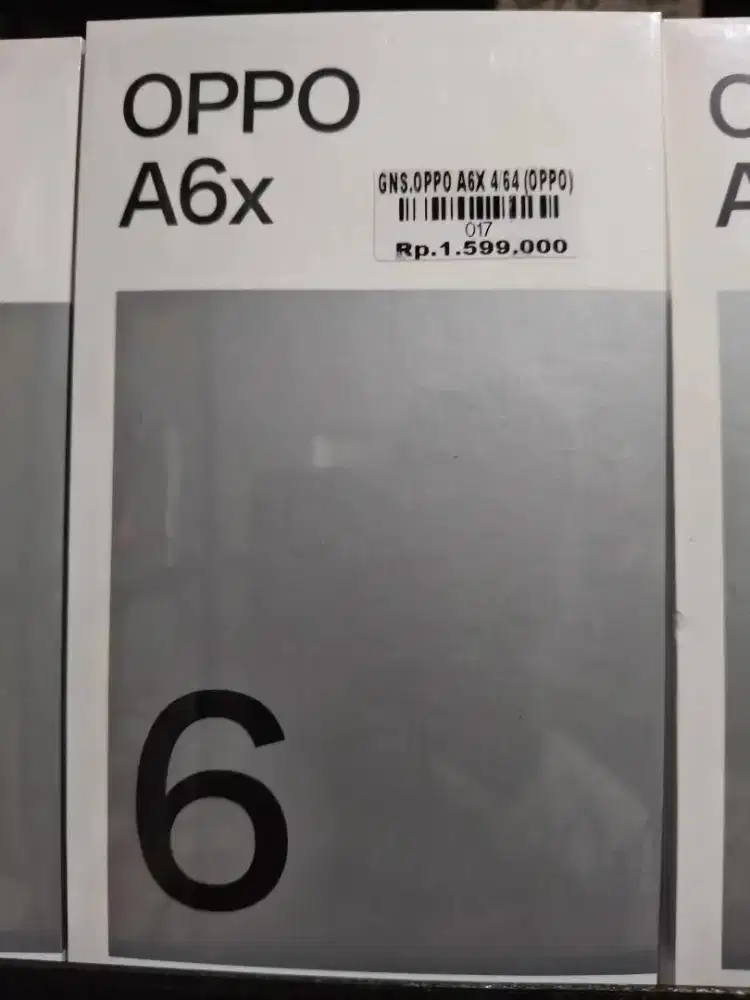 OPPO
A6x
GNS.OPPO A6X 4/64 (OPPO)
017
Rp.1.599.000
6
O
A